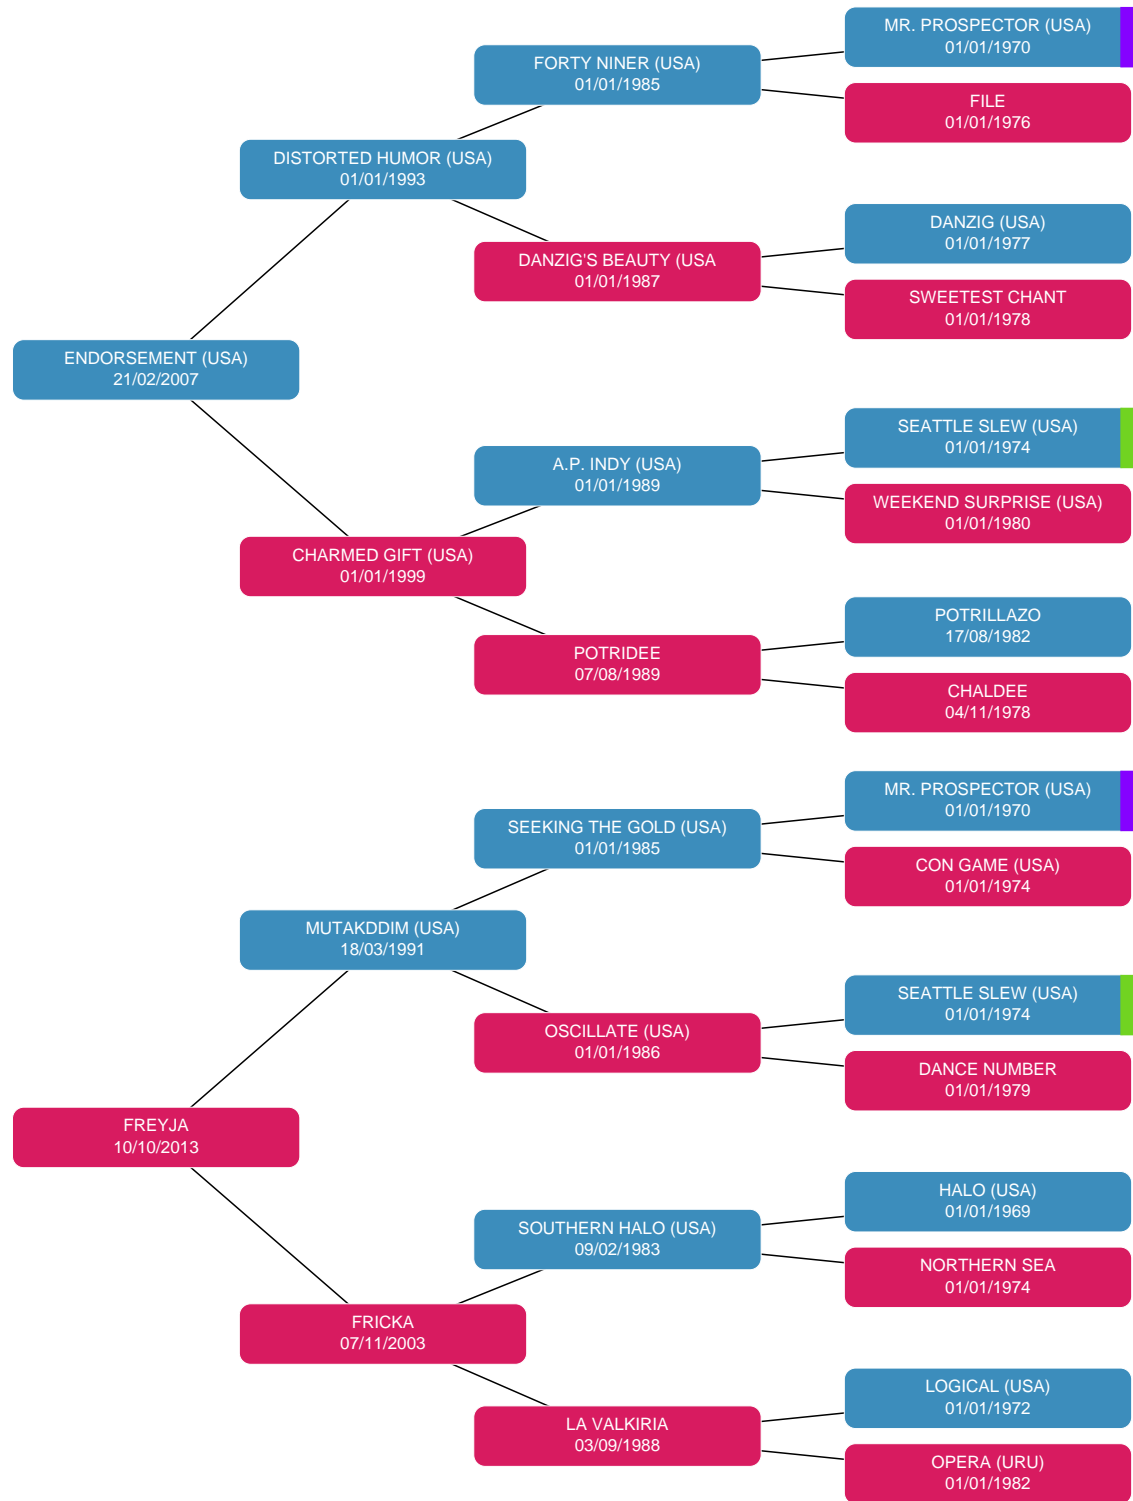 MR. PROSPECTOR (USA)
01/01/1970
FORTY NINER (USA)
01/01/1985
FILE
01/01/1976
DISTORTED HUMOR (USA)
01/01/1993
DANZIG (USA)
01/01/1977
DANZIG'S BEAUTY (USA
01/01/1987
SWEETEST CHANT
01/01/1978
ENDORSEMENT (USA)
21/02/2007
SEATTLE SLEW (USA)
01/01/1974
A.P. INDY (USA)
01/01/1989
WEEKEND SURPRISE (USA)
01/01/1980
CHARMED GIFT (USA)
01/01/1999
POTRILLAZO
17/08/1982
POTRIDEE
07/08/1989
CHALDEE
04/11/1978
MR. PROSPECTOR (USA)
01/01/1970
SEEKING THE GOLD (USA)
01/01/1985
CON GAME (USA)
01/01/1974
MUTAKDDIM (USA)
18/03/1991
SEATTLE SLEW (USA)
01/01/1974
OSCILLATE (USA)
01/01/1986
DANCE NUMBER
01/01/1979
FREYJA
10/10/2013
HALO (USA)
01/01/1969
SOUTHERN HALO (USA)
09/02/1983
NORTHERN SEA
01/01/1974
FRICKA
07/11/2003
LOGICAL (USA)
01/01/1972
LA VALKIRIA
03/09/1988
OPERA (URU)
01/01/1982